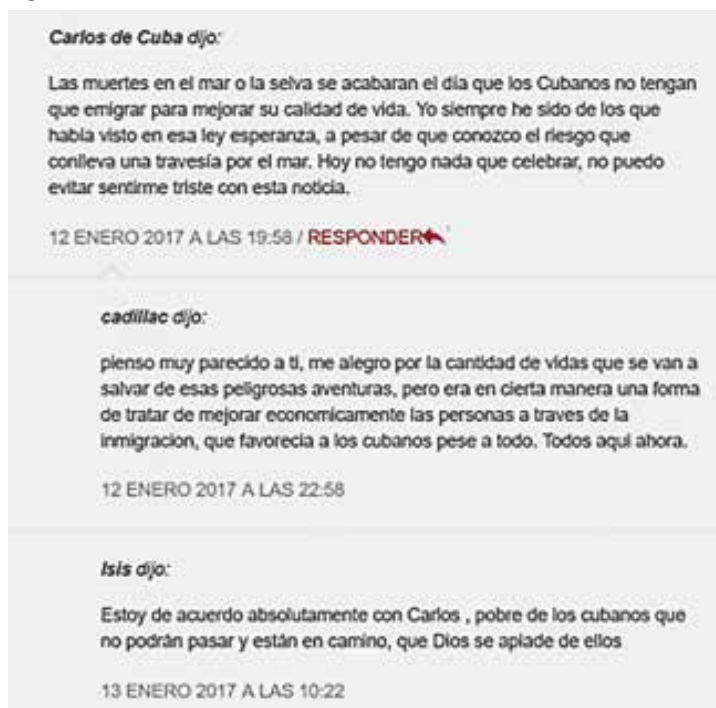 Carlos de Cuba dijo:
Las muertes en el mar o la selva se acabaran el dia que los Cubanos no tengan
que emigrar para mejorar su calidad de vida. Yo siempre he sido de los que
habia visto en esa ley esperanza, a pesar de que conozco el riesgo que
conlleva una travesía por el mar. Hoy no tengo nada que celebrar, no puedo
evitar sentirme triste con esta noticia.
12 ENERO 2017 A LAS 19:58 / RESPONDER
cadillac dijo:
pienso muy parecido a ti, me alegro por la cantidad de vidas que se van a
salvar de esas peligrosas aventuras, pero era en cierta manera una forma
de tratar de mejorar economicamente las personas a traves de la
inmigracion, que favorecia a los cubanos pese a todo. Todos aqui ahora.
12 ENERO 2017 A LAS 22:58
Isis dijo:
Estoy de acuerdo absolutamente con Carlos , pobre de los cubanos que
no podrán pasar y están en camino, que Dios se apiade de ellos
13 ENERO 2017 A LAS 10:22